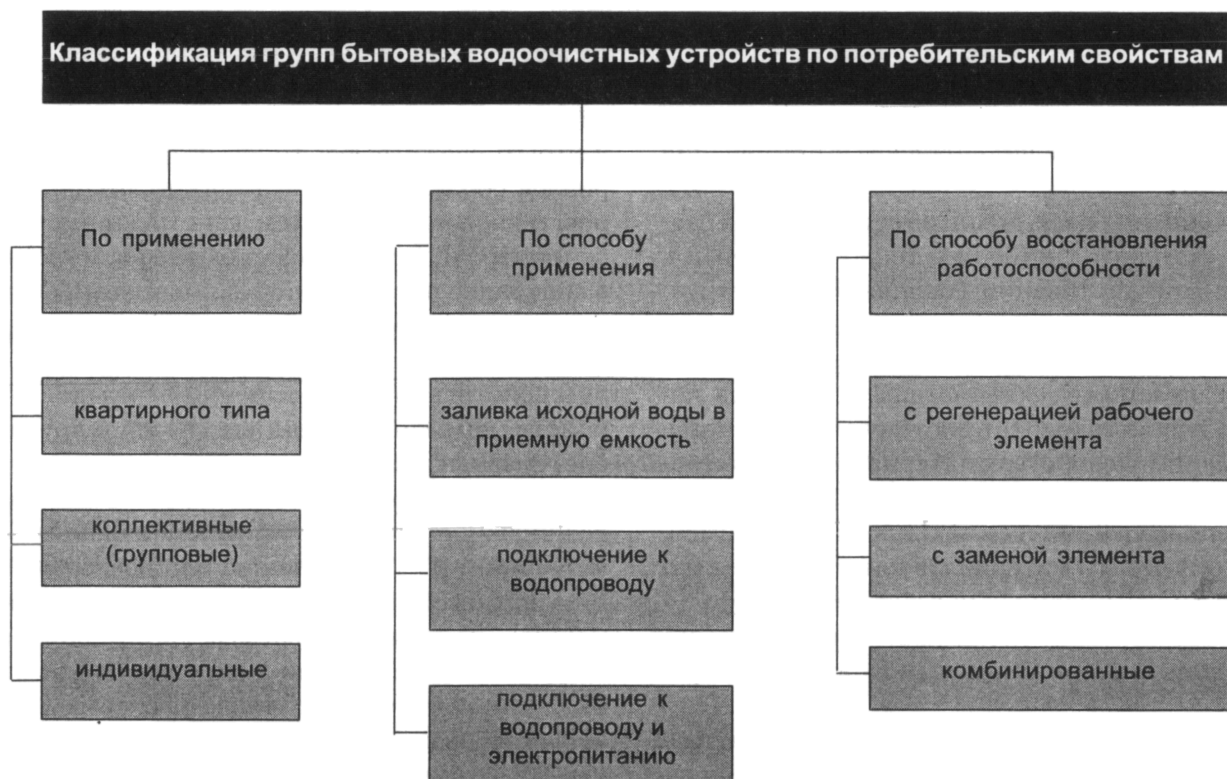 Классификация групп бытовых водоочистных устройств по потребительским свойствам
По применению
квартирного типа
коллективные
(групповые)
индивидуальные
По способу
применения
заливка исходной воды в
приемную емкость
подключение к
водопроводу
подключение к
водопроводу и
электропитанию
По способу восстановления
работоспособности
с регенерацией рабочего
элемента
с заменой элемента
комбинированные